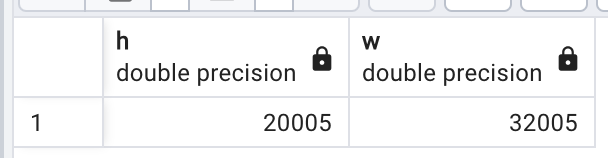 h w
double precision double precision
1 20005 32005